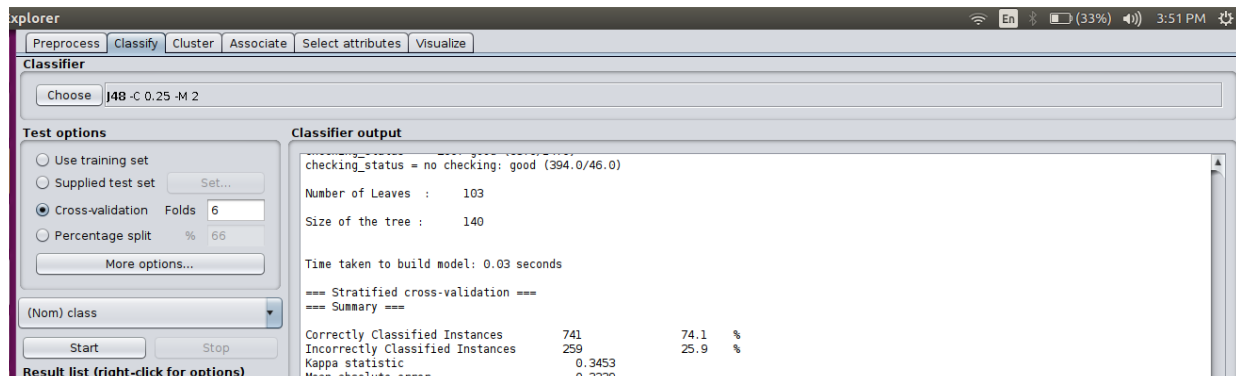 xplorer En (33%) 3:51 PM
Preprocess Classify Cluster Associate Select attributes Visualize
Classifier
Choose J48 -C 0.25 -M 2
Test options
Use training set
Supplied test set Set...
Cross-validation Folds 6
Percentage split % 66
More options...
(Nom) class
Start Stop
Result list (right-click for options)
Classifier output
checking_status = no checking: good (394.0/46.0)
Number of Leaves : 103
Size of the tree : 140
Time taken to build model: 0.03 seconds
=== Stratified cross-validation ===
=== Summary ===
Correctly Classified Instances 741 74.1 %
Incorrectly Classified Instances 259 25.9 %
Kappa statistic 0.3453